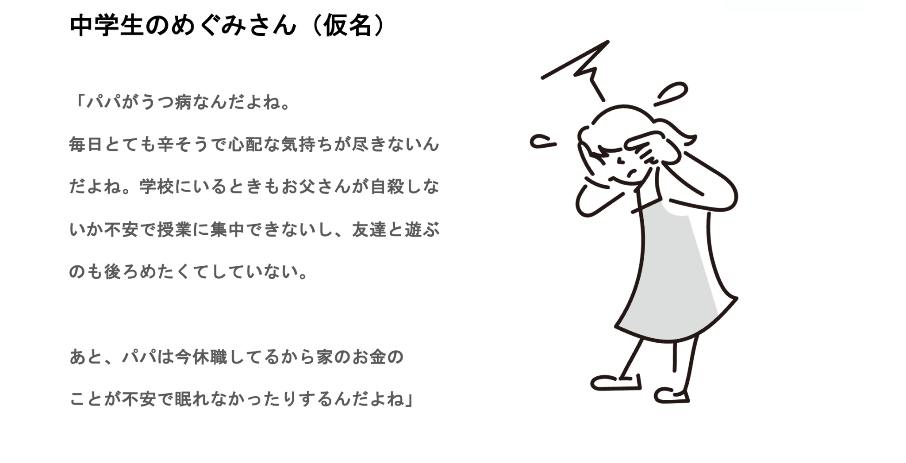 中学生のめぐみさん（仮名）
「パパがうつ病なんだよね。
毎日とても辛そうで心配な気持ちが尽きないん
だよね。学校にいるときもお父さんが自殺しな
いか不安で授業に集中できないし、友達と遊ぶ
のも後ろめたくてしていない。
あと、パパは今休職してるから家のお金の
ことが不安で眠れなかったりするんだよね」